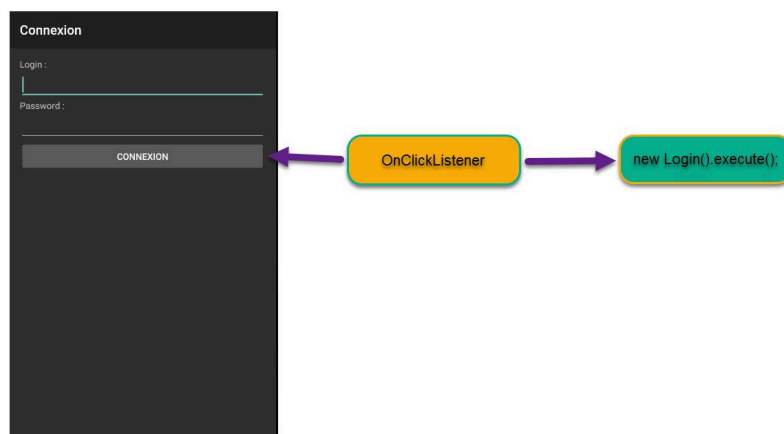 Connexion
Login :
Password :
CONNEXION
OnClickListener
new Login().execute();